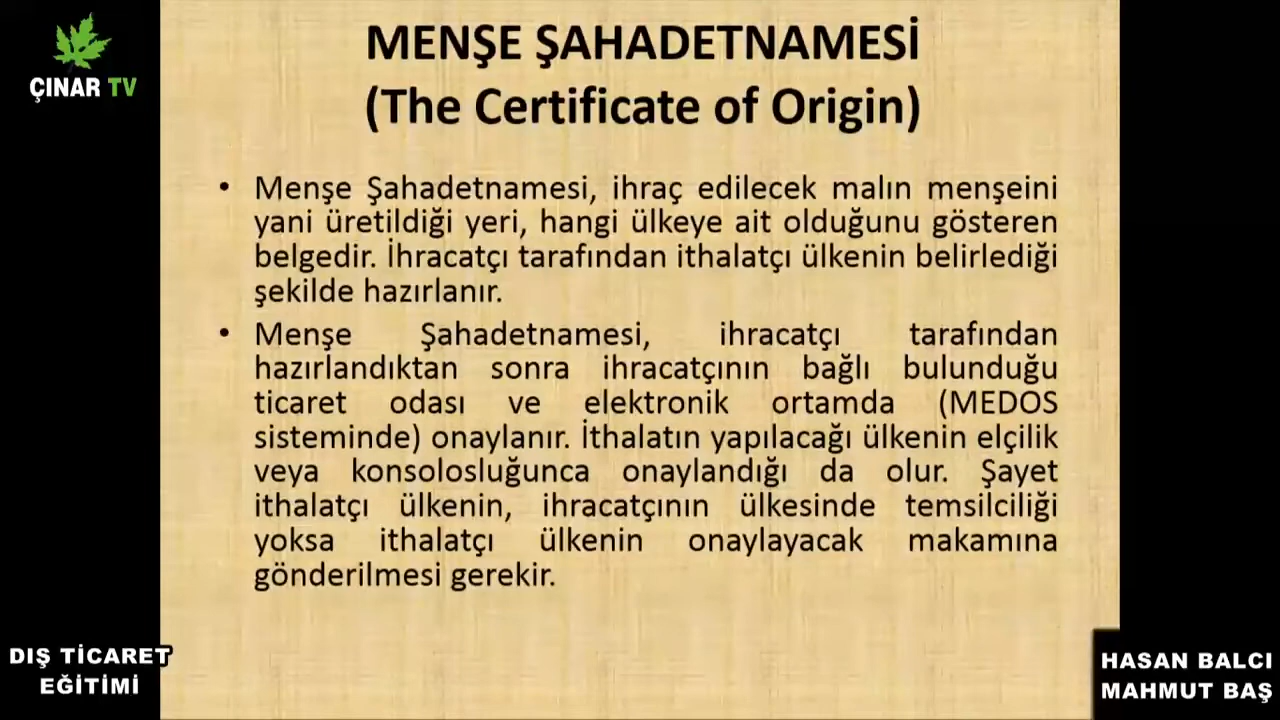 ÇINAR TV
MENŞE ŞAHADETNAMESİ
(The Certificate of Origin)
• Menşe Şahadetnamesi, ihraç edilecek malın menşeini
yani üretildiği yeri, hangi ülkeye ait olduğunu gösteren
belgedir. İhracatçı tarafından ithalatçı ülkenin belirlediği
şekilde hazırlanır.
• Menşe Şahadetnamesi, ihracatçı tarafından
hazırlandıktan sonra ihracatçının bağlı bulunduğu
ticaret odası ve elektronik ortamda (MEDOS
sisteminde) onaylanır. İthalatın yapılacağı ülkenin elçilik
veya konsolosluğunca onaylandığı da olur. Şayet
ithalatçı ülkenin, ihracatçının ülkesinde temsilciliği
yoksa ithalatçı ülkenin onaylayacak makamına
gönderilmesi gerekir.
DIŞ TİCARET
EĞİTİMİ
HASAN BALCI
MAHMUT BAŞ